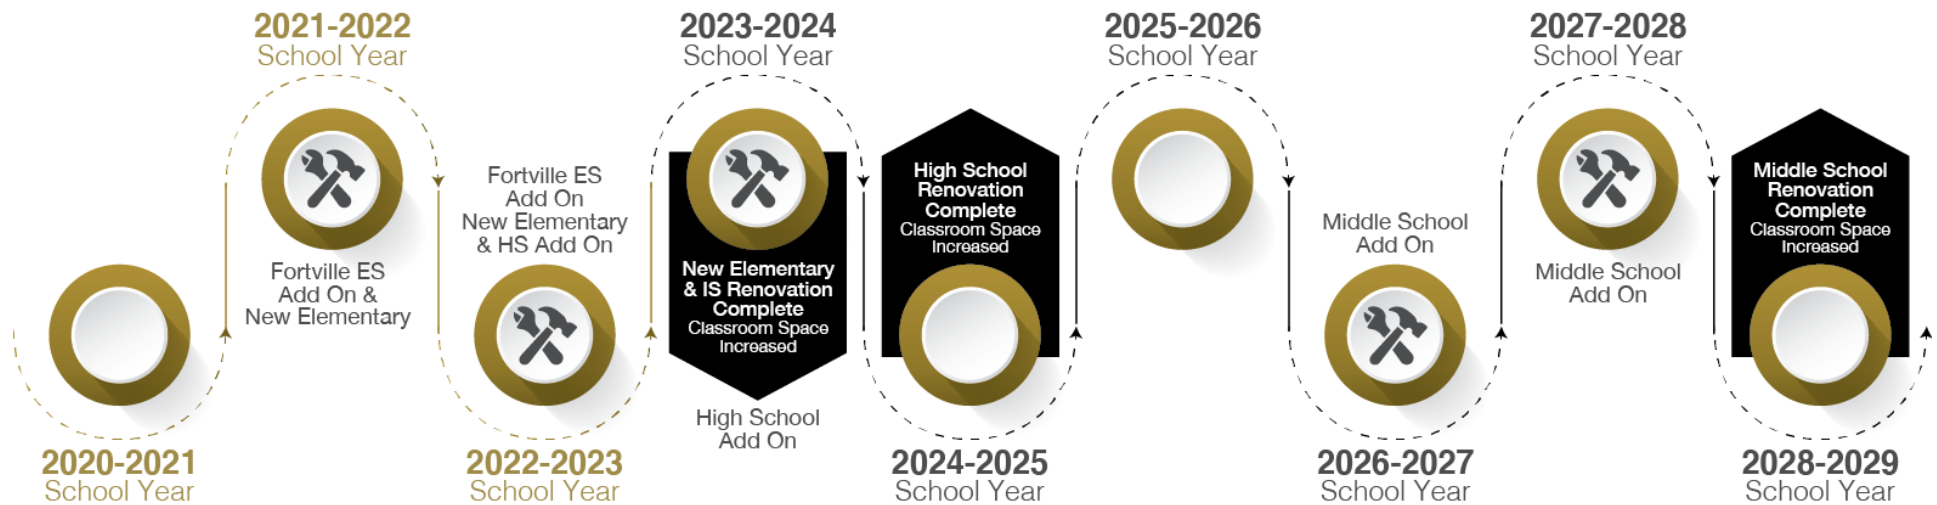 2020-2021
School Year
2021-2022
School Year
Fortville ES
Add On &
New Elementary
Fortville ES
Add On
New Elementary
& HS Add On
2022-2023
School Year
2023-2024
School Year
New Elementary
& IS Renovation
Complete
Classroom Space
Increased
High School
Add On
High School
Renovation
Complete
Classroom Space
Increased
2024-2025
School Year
2025-2026
School Year
Middle School
Add On
2026-2027
School Year
2027-2028
School Year
Middle School
Add On
Middle School
Renovation
Complete
Classroom Space
Increased
2028-2029
School Year